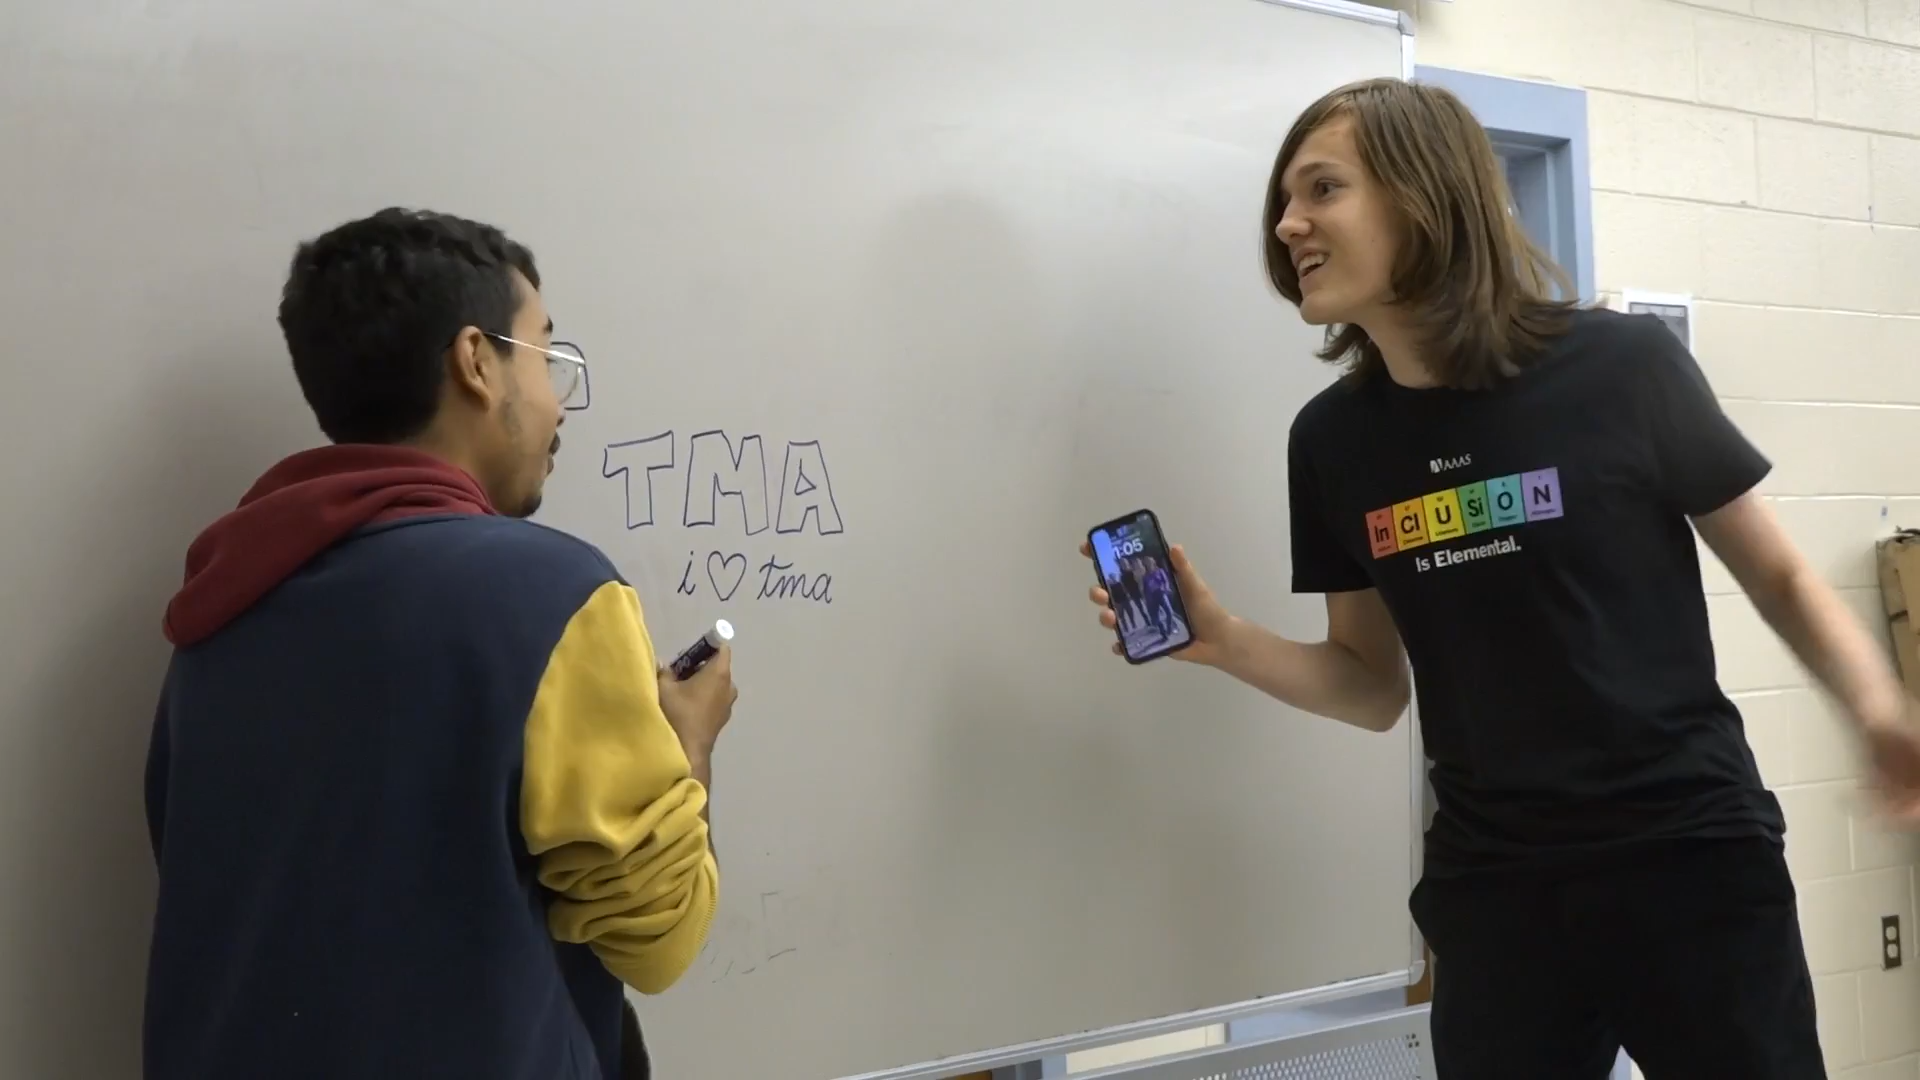 TMA
i ♡ tma
1:05
AAAS
In Cl U Si O N
Is Elemental.